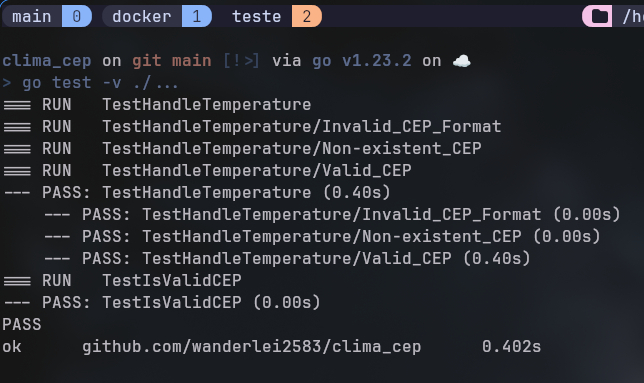 main 0 docker 1 teste 2 /h
clima_cep on git main [!>] via go v1.23.2 on ☁️
> go test -v ./...
=== RUN   TestHandleTemperature
=== RUN   TestHandleTemperature/Invalid_CEP_Format
=== RUN   TestHandleTemperature/Non-existent_CEP
=== RUN   TestHandleTemperature/Valid_CEP
--- PASS: TestHandleTemperature (0.40s)
    --- PASS: TestHandleTemperature/Invalid_CEP_Format (0.00s)
    --- PASS: TestHandleTemperature/Non-existent_CEP (0.00s)
    --- PASS: TestHandleTemperature/Valid_CEP (0.40s)
=== RUN   TestIsValidCEP
--- PASS: TestIsValidCEP (0.00s)
PASS
ok      github.com/wanderlei2583/clima_cep      0.402s